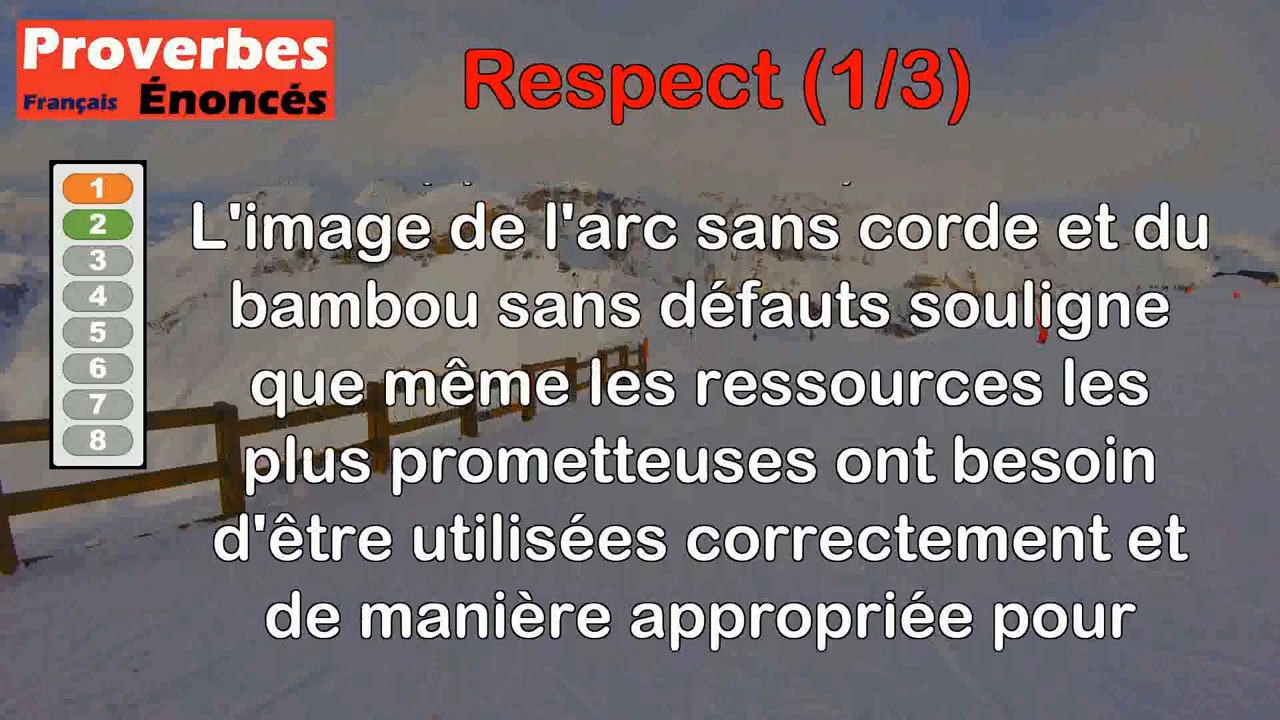 Proverbes
Français Énoncés
Respect (1/3)
1
2
3
4
5
6
7
8
L'image de l'arc sans corde et du
bambou sans défauts souligne
que même les ressources les
plus prometteuses ont besoin
d'être utilisées correctement et
de manière appropriée pour